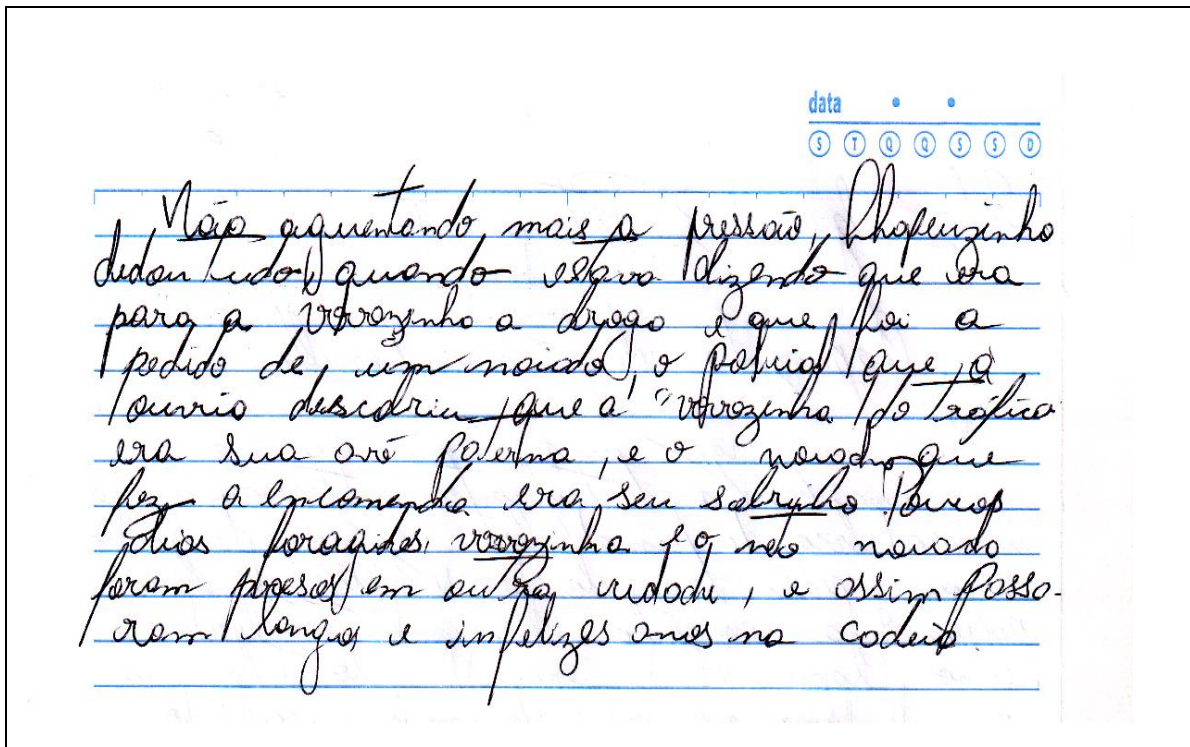 data
S T Q Q S S D
Não aguentando, mais a pressão, Chapeuzinho
dedou tudo, quando estava dizendo que era
para a vovozinha a droga e que foi a
pedido de um noiado, o policial que a
ouvrio descobriu que a "vovozinha do tráfico
era sua avó paterna, e o noiado que
fez a encomenda era seu sobrinho. Poucos
dias foragidos, vovozinha e o neto noiado
foram presos em outra cidade, e assim passa-
ram longos e infelizes anos na cadeia.